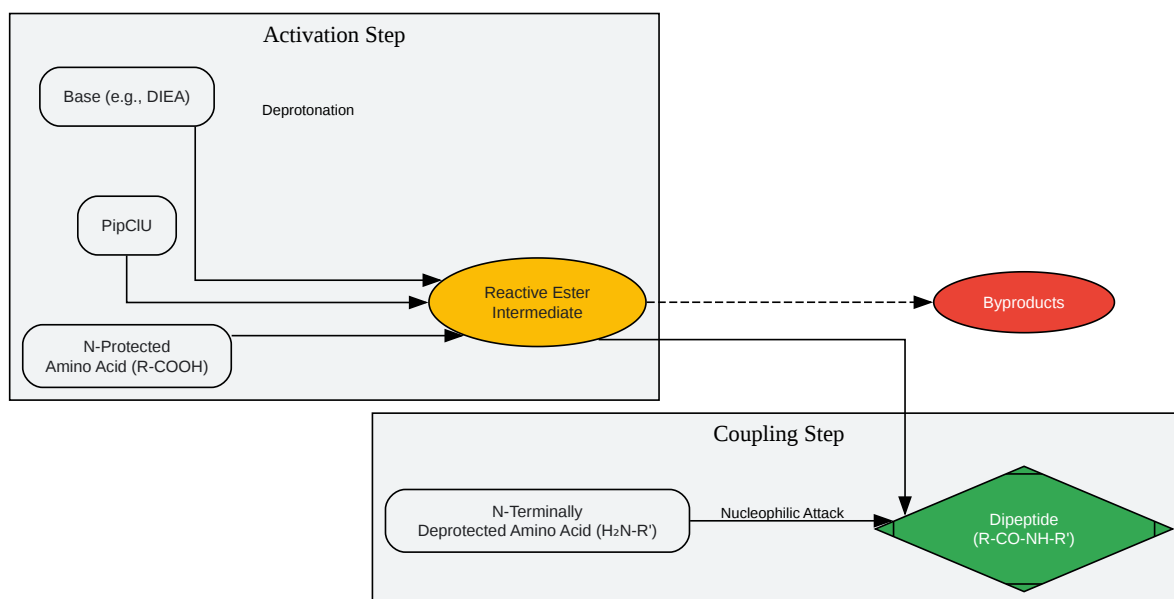 Activation Step
Base (e.g., DIEA)
Deprotonation
PipClU
N-Protected
Amino Acid (R-COOH)
Reactive Ester
Intermediate
Byproducts
Coupling Step
N-Terminally
Deprotected Amino Acid (H₂N-R')
Nucleophilic Attack
Dipeptide
(R-CO-NH-R')